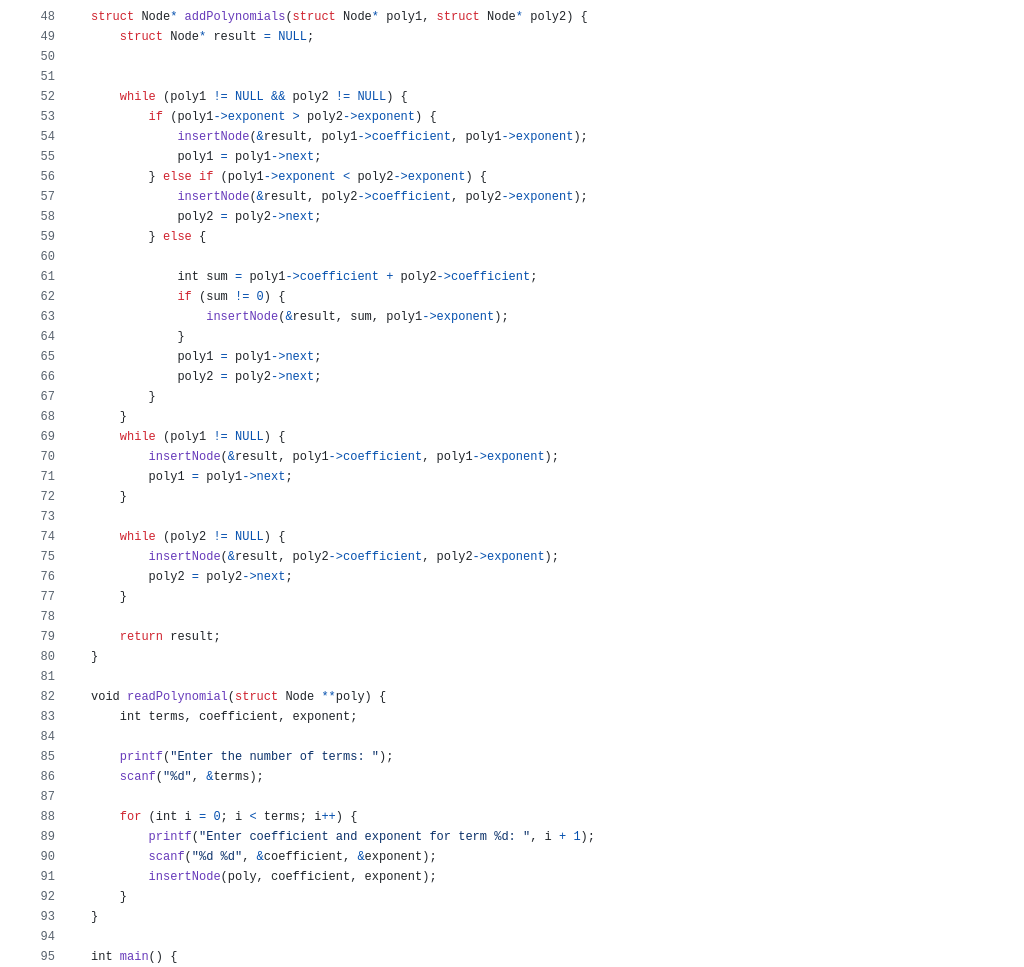 48 struct Node* addPolynomials(struct Node* poly1, struct Node* poly2) {
49     struct Node* result = NULL;
50
51
52     while (poly1 != NULL && poly2 != NULL) {
53         if (poly1->exponent > poly2->exponent) {
54             insertNode(&result, poly1->coefficient, poly1->exponent);
55             poly1 = poly1->next;
56         } else if (poly1->exponent < poly2->exponent) {
57             insertNode(&result, poly2->coefficient, poly2->exponent);
58             poly2 = poly2->next;
59         } else {
60
61             int sum = poly1->coefficient + poly2->coefficient;
62             if (sum != 0) {
63                 insertNode(&result, sum, poly1->exponent);
64             }
65             poly1 = poly1->next;
66             poly2 = poly2->next;
67         }
68     }
69     while (poly1 != NULL) {
70         insertNode(&result, poly1->coefficient, poly1->exponent);
71         poly1 = poly1->next;
72     }
73
74     while (poly2 != NULL) {
75         insertNode(&result, poly2->coefficient, poly2->exponent);
76         poly2 = poly2->next;
77     }
78
79     return result;
80 }
81
82 void readPolynomial(struct Node **poly) {
83     int terms, coefficient, exponent;
84
85     printf("Enter the number of terms: ");
86     scanf("%d", &terms);
87
88     for (int i = 0; i < terms; i++) {
89         printf("Enter coefficient and exponent for term %d: ", i + 1);
90         scanf("%d %d", &coefficient, &exponent);
91         insertNode(poly, coefficient, exponent);
92     }
93 }
94
95 int main() {